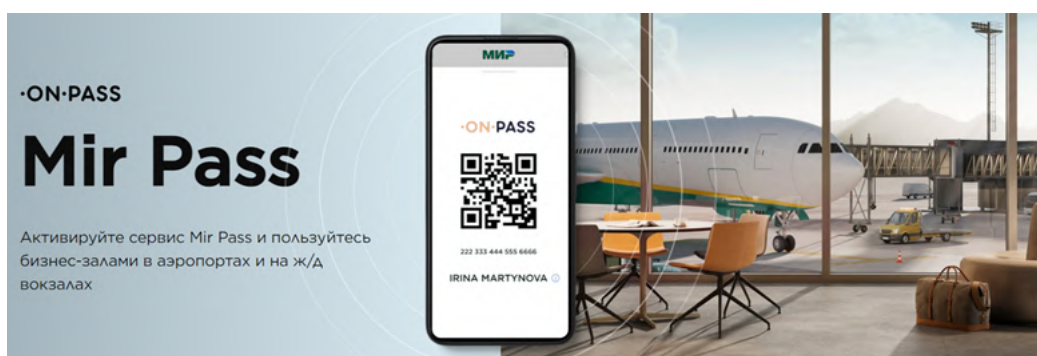 ·ON·PASS
Mir Pass
Активируйте сервис Mir Pass и пользуйтесь
бизнес-залами в аэропортах и на ж/д
вокзалах
МИР
·ON·PASS
222 333 444 555 6666
IRINA MARTYNOVA